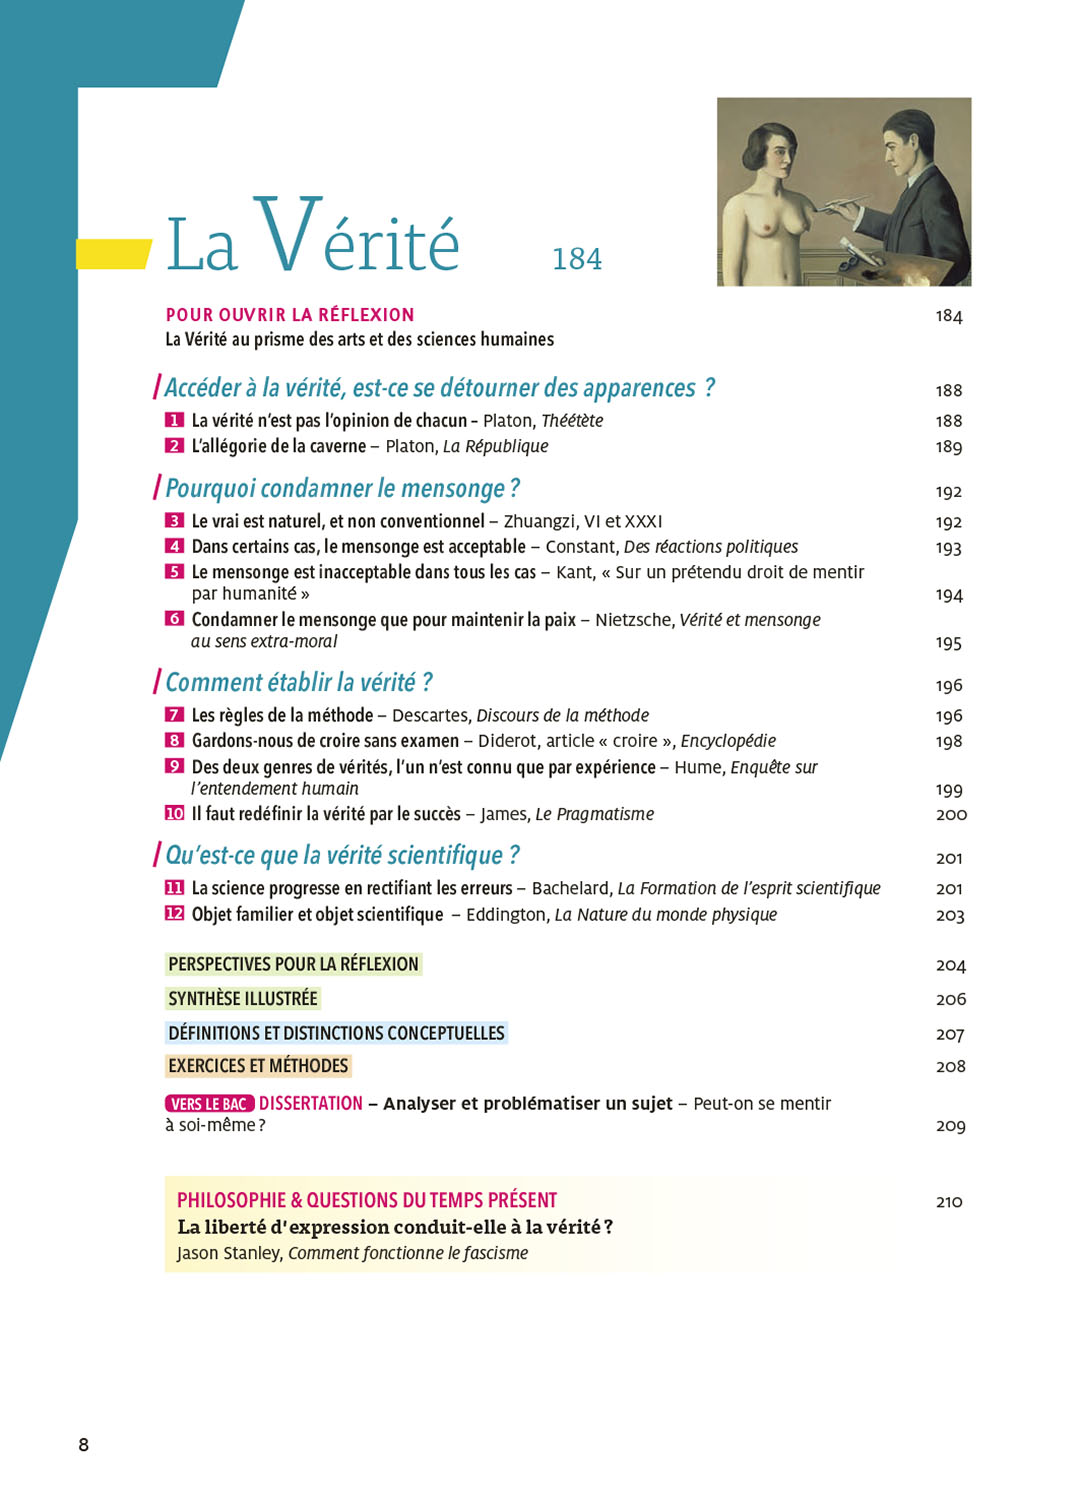 La Vérité 184
POUR OUVRIR LA RÉFLEXION 184
La Vérité au prisme des arts et des sciences humaines
Accéder à la vérité, est-ce se détourner des apparences ? 188
1 La vérité n’est pas l’opinion de chacun – Platon, Théétète 188
2 L’allégorie de la caverne – Platon, La République 189
Pourquoi condamner le mensonge ? 192
3 Le vrai est naturel, et non conventionnel – Zhuangzi, VI et XXXI 192
4 Dans certains cas, le mensonge est acceptable – Constant, Des réactions politiques 193
5 Le mensonge est inacceptable dans tous les cas – Kant, « Sur un prétendu droit de mentir
par humanité » 194
6 Condamner le mensonge que pour maintenir la paix – Nietzsche, Vérité et mensonge
au sens extra-moral 195
Comment établir la vérité ? 196
7 Les règles de la méthode – Descartes, Discours de la méthode 196
8 Gardons-nous de croire sans examen – Diderot, article « croire », Encyclopédie 198
9 Des deux genres de vérités, l’un n‘est connu que par expérience – Hume, Enquête sur
l’entendement humain 199
10 Il faut redéfinir la vérité par le succès – James, Le Pragmatisme 200
Qu’est-ce que la vérité scientifique ? 201
11 La science progresse en rectifiant les erreurs – Bachelard, La Formation de l’esprit scientifique 201
12 Objet familier et objet scientifique – Eddington, La Nature du monde physique 203
PERSPECTIVES POUR LA RÉFLEXION 204
SYNTHÈSE ILLUSTRÉE 206
DÉFINITIONS ET DISTINCTIONS CONCEPTUELLES 207
EXERCICES ET MÉTHODES 208
VERS LE BAC DISSERTATION – Analyser et problématiser un sujet – Peut-on se mentir
à soi-même ? 209
PHILOSOPHIE & QUESTIONS DU TEMPS PRÉSENT 210
La liberté d'expression conduit-elle à la vérité ?
Jason Stanley, Comment fonctionne le fascisme
8